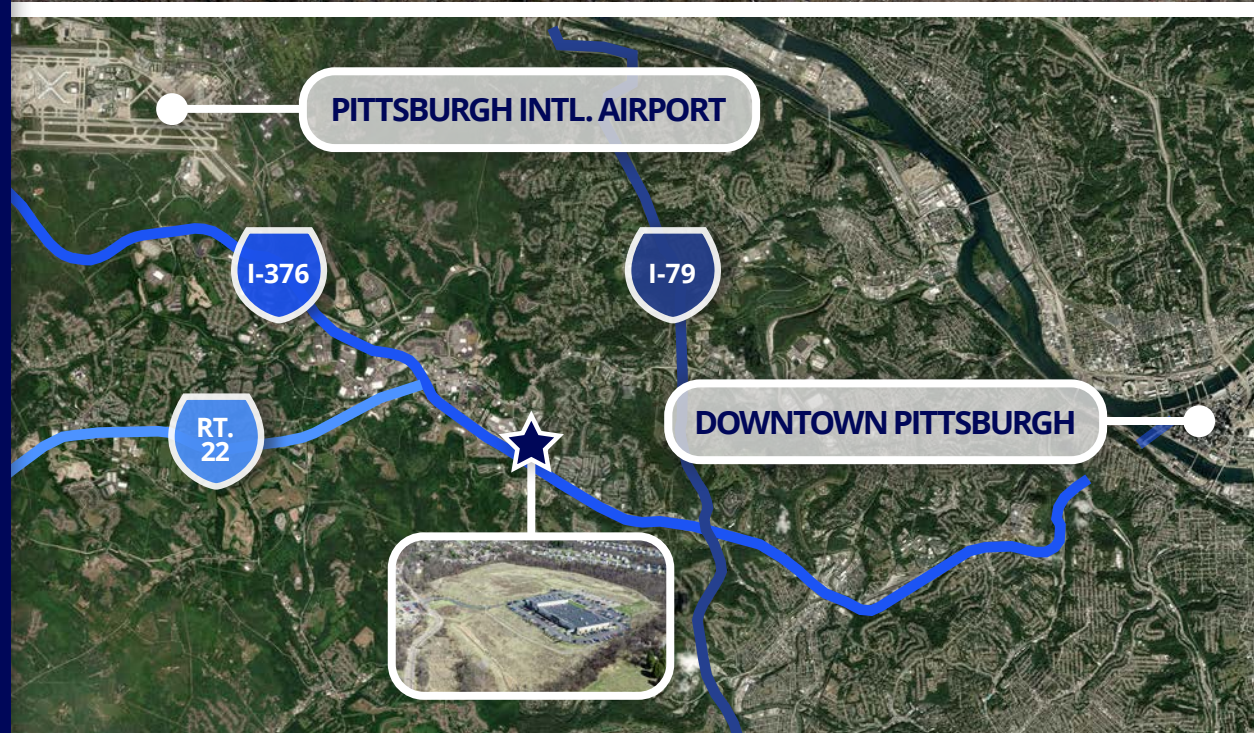 PITTSBURGH INTL. AIRPORT
I-376
I-79
DOWNTOWN PITTSBURGH
RT.
22